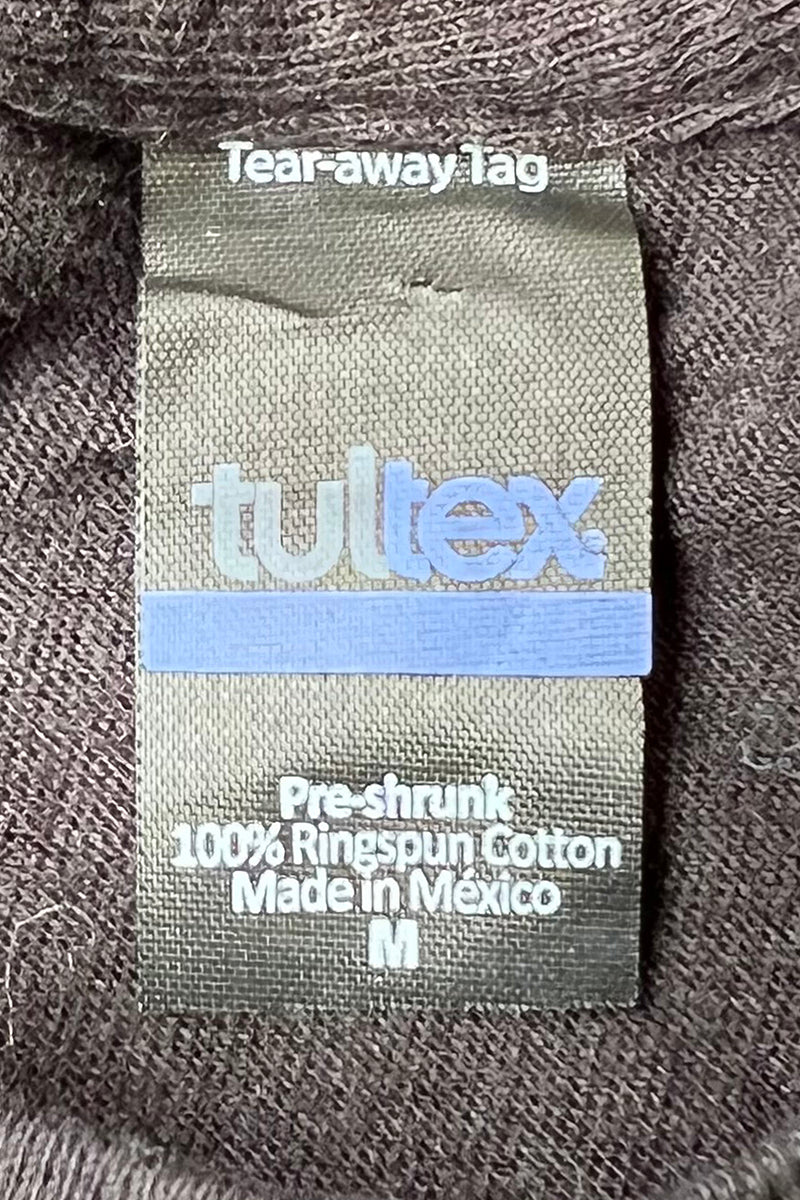 Tear-away Tag
tultex
Pre-shrunk
100% Ringspun Cotton
Made in México
M